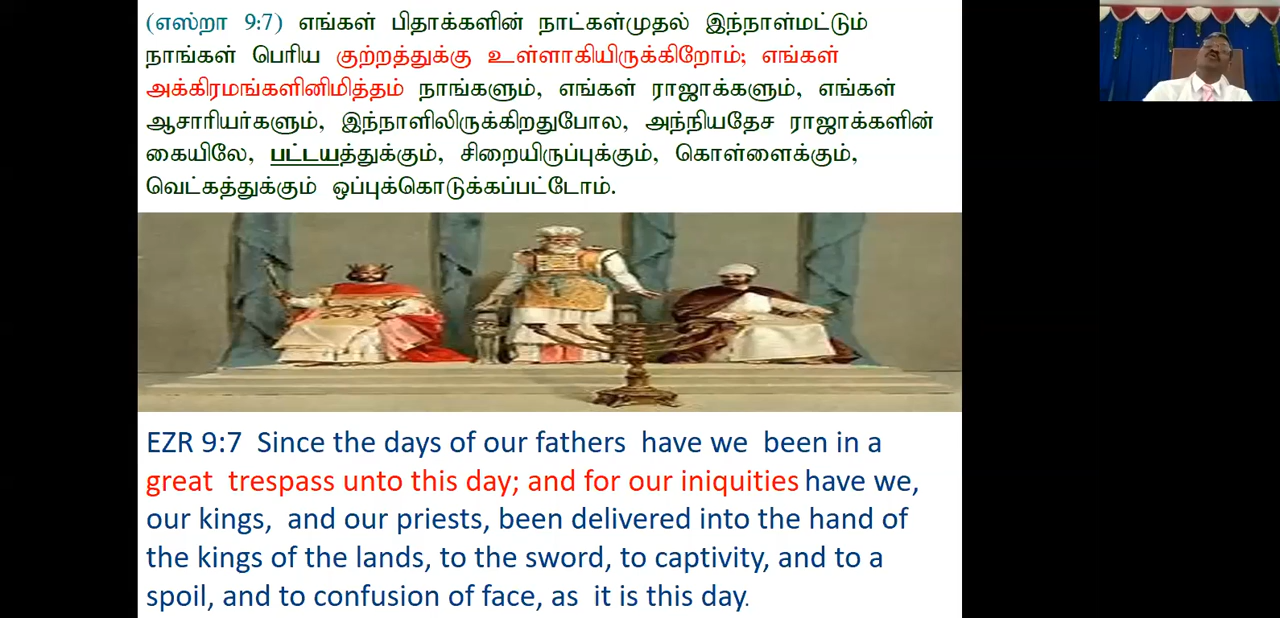 (எஸ்றா 9:7) எங்கள் பிதாக்களின் நாட்கள்முதல் இந்நாள்மட்டும்
நாங்கள் பெரிய குற்றத்துக்கு உள்ளாகியிருக்கிறோம்; எங்கள்
அக்கிரமங்களினிமித்தம் நாங்களும், எங்கள் ராஜாக்களும், எங்கள்
ஆசாரியர்களும், இந்நாளிலிருக்கிறதுபோல, அந்நியதேச ராஜாக்களின்
கையிலே, பட்டயத்துக்கும், சிறையிருப்புக்கும், கொள்ளைக்கும்,
வெட்கத்துக்கும் ஒப்புக்கொடுக்கப்பட்டோம்.
EZR 9:7 Since the days of our fathers have we been in a
great trespass unto this day; and for our iniquities have we,
our kings, and our priests, been delivered into the hand of
the kings of the lands, to the sword, to captivity, and to a
spoil, and to confusion of face, as it is this day.